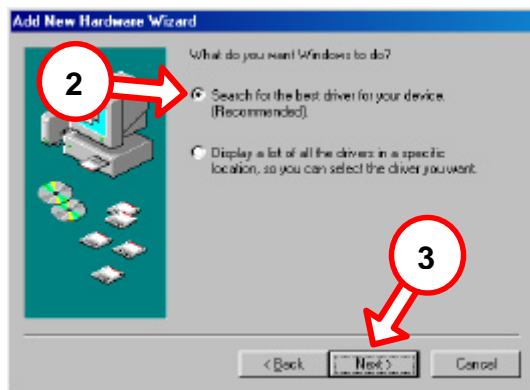 Add New Hardware Wizard
What do you want Windows to do?
2
Search for the best driver for your device.
(Recommended).
Display a list of all the drivers in a specific
location, so you can select the driver you want.
3
< Back
Next >
Cancel